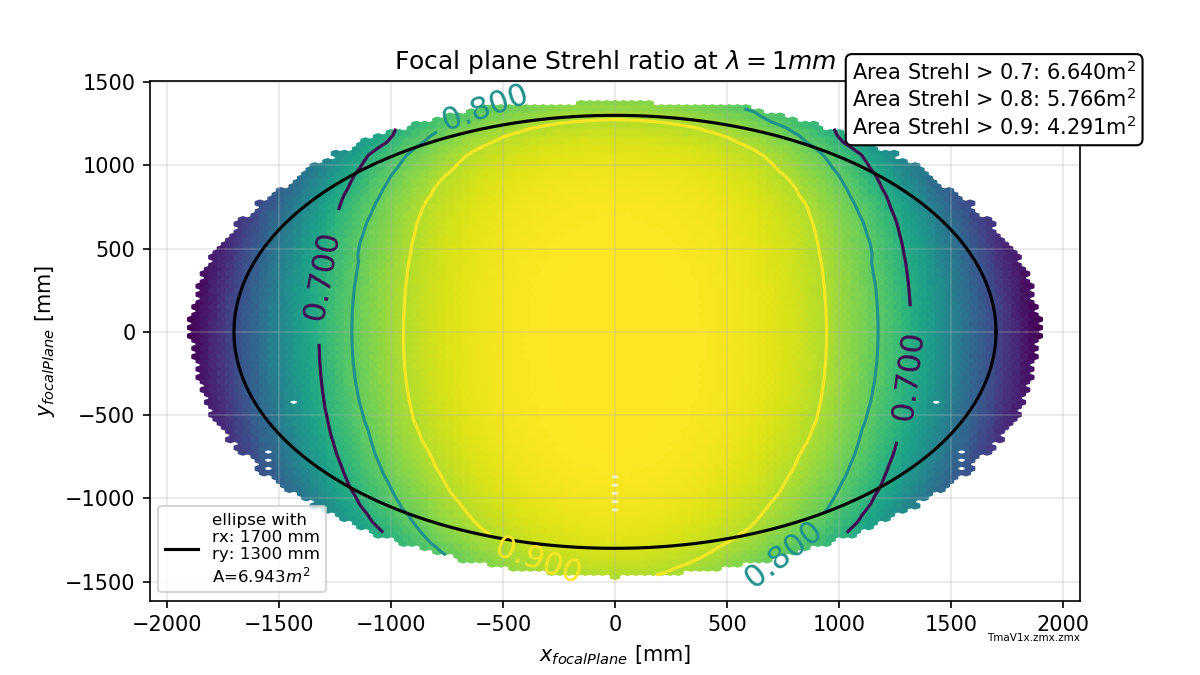 Focal plane Strehl ratio at λ = 1mm
Area Strehl > 0.7: 6.640m²
Area Strehl > 0.8: 5.766m²
Area Strehl > 0.9: 4.291m²
1500
1000
500
0
−500
−1000
−1500
y_focalPlane [mm]
0.800
0.700
0.700
0.900
0.800
ellipse with
rx: 1700 mm
ry: 1300 mm
A=6.943m²
−2000 −1500 −1000 −500 0 500 1000 1500 2000
TmaV1x.zmx.zmx
x_focalPlane [mm]